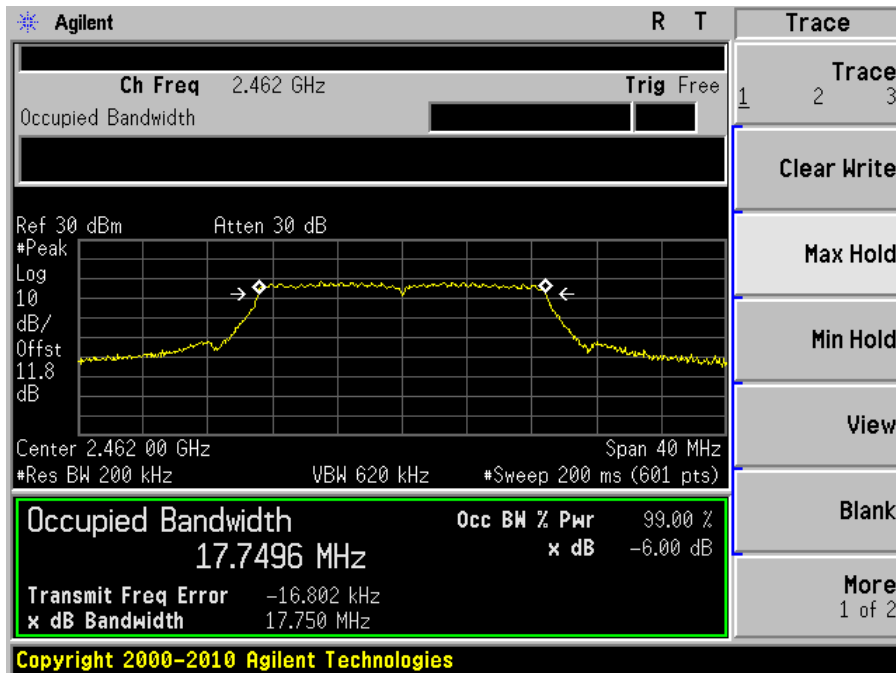 Agilent R T Trace
Ch Freq 2.462 GHz Trig Free
Occupied Bandwidth
Trace
1 2 3
Clear Write
Max Hold
Min Hold
View
Blank
More
1 of 2
Ref 30 dBm Atten 30 dB
#Peak
Log
10
dB/
Offst
11.8
dB
Center 2.462 00 GHz Span 40 MHz
#Res BW 200 kHz VBW 620 kHz #Sweep 200 ms (601 pts)
Occupied Bandwidth
17.7496 MHz
Occ BW % Pwr 99.00 %
x dB -6.00 dB
Transmit Freq Error -16.802 kHz
x dB Bandwidth 17.750 MHz
Copyright 2000-2010 Agilent Technologies